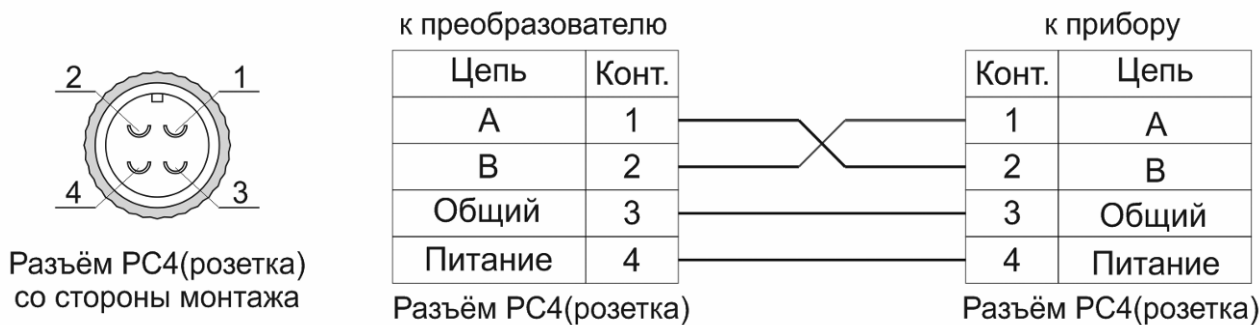 2 1
4 3
Разъём РС4(розетка)
со стороны монтажа
к преобразователю
Цепь Конт.
А 1
В 2
Общий 3
Питание 4
Разъём РС4(розетка)
к прибору
Конт. Цепь
1 А
2 В
3 Общий
4 Питание
Разъём РС4(розетка)